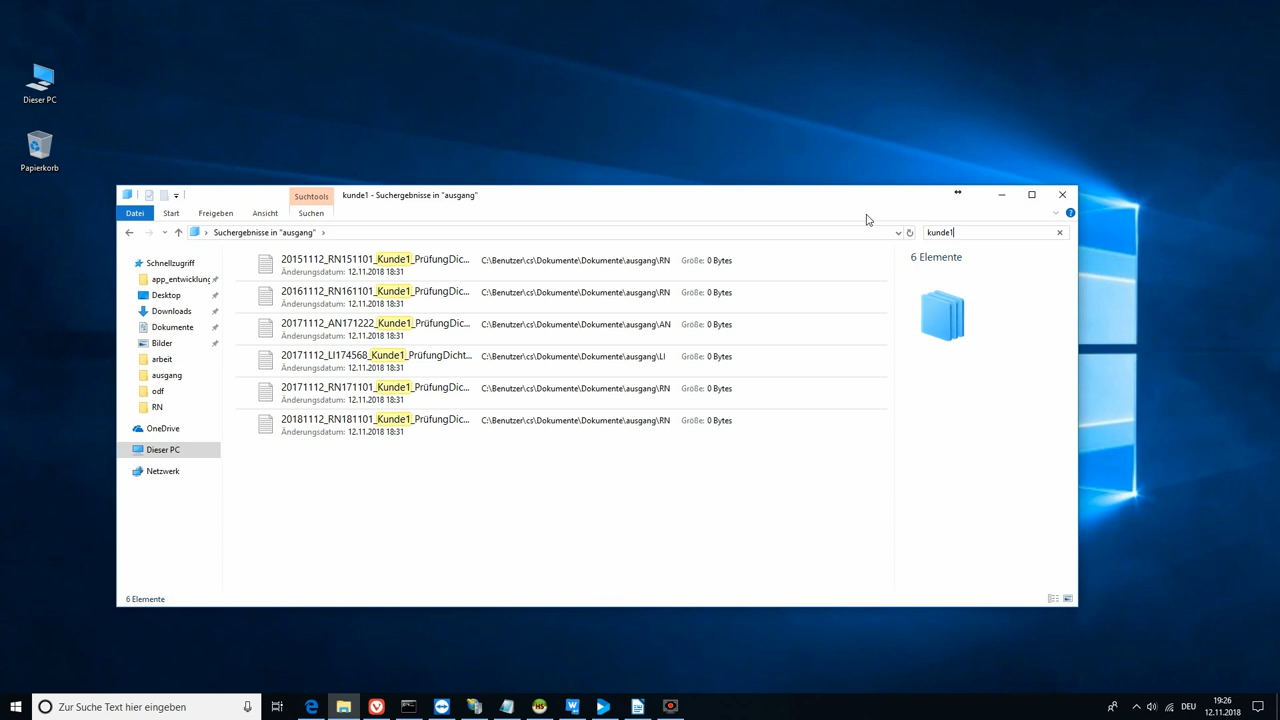 Dieser PC
Papierkorb
Suchtools
kunde1 - Suchergebnisse in "ausgang"
Datei
Start
Freigeben
Ansicht
Suchen
Suchergebnisse in "ausgang"
kunde1
Schnellzugriff
app_entwicklung
Desktop
Downloads
Dokumente
Bilder
arbeit
ausgang
odf
RN
OneDrive
Dieser PC
Netzwerk
20151112_RN151101_Kunde1_PrüfungDic... C:\Benutzer\cs\Dokumente\Dokumente\ausgang\RN Größe: 0 Bytes
Änderungsdatum: 12.11.2018 18:31
20161112_RN161101_Kunde1_PrüfungDic... C:\Benutzer\cs\Dokumente\Dokumente\ausgang\RN Größe: 0 Bytes
Änderungsdatum: 12.11.2018 18:31
20171112_AN171222_Kunde1_PrüfungDic... C:\Benutzer\cs\Dokumente\Dokumente\ausgang\AN Größe: 0 Bytes
Änderungsdatum: 12.11.2018 18:31
20171112_LI174568_Kunde1_PrüfungDicht... C:\Benutzer\cs\Dokumente\Dokumente\ausgang\LI Größe: 0 Bytes
Änderungsdatum: 12.11.2018 18:31
20171112_RN171101_Kunde1_PrüfungDic... C:\Benutzer\cs\Dokumente\Dokumente\ausgang\RN Größe: 0 Bytes
Änderungsdatum: 12.11.2018 18:31
20181112_RN181101_Kunde1_PrüfungDic... C:\Benutzer\cs\Dokumente\Dokumente\ausgang\RN Größe: 0 Bytes
Änderungsdatum: 12.11.2018 18:31
6 Elemente
6 Elemente
Zur Suche Text hier eingeben
DEU
19:26
12.11.2018